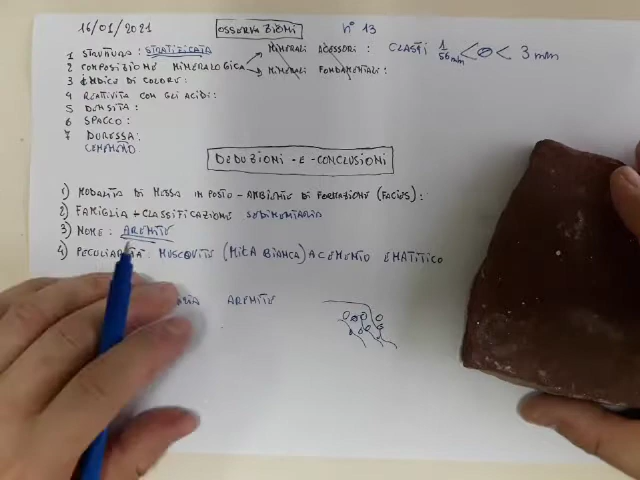 16/01/2021 OSSERVAZIONI n° 13
1 STRUTTURA: STRATIFICATA MINERALI ACESSORI: CLASTI 1/56 mm < ∅ < 3 mm
2 COMPOSIZIONE MINERALOGICA MINERALI FONDAMENTALI:
3 INDICE DI COLORE:
4 REATTIVITÀ CON GLI ACIDI:
5 DENSITÀ:
6 SPACCO:
7 DURESSA:
CEMENTO
DEDUZIONI - E - CONCLUSIONI
1) MODALITÀ DI MESSA IN POSTO - AMBIENTE DI FORMAZIONE (FACIES):
2) FAMIGLIA + CLASSIFICAZIONE SEDIMENTARIA
3) NOME: ARENITE
4) PECULIARITÀ: MUSCOVITE (MICA BIANCA) A CEMENTO EMATITICO
ARENITE